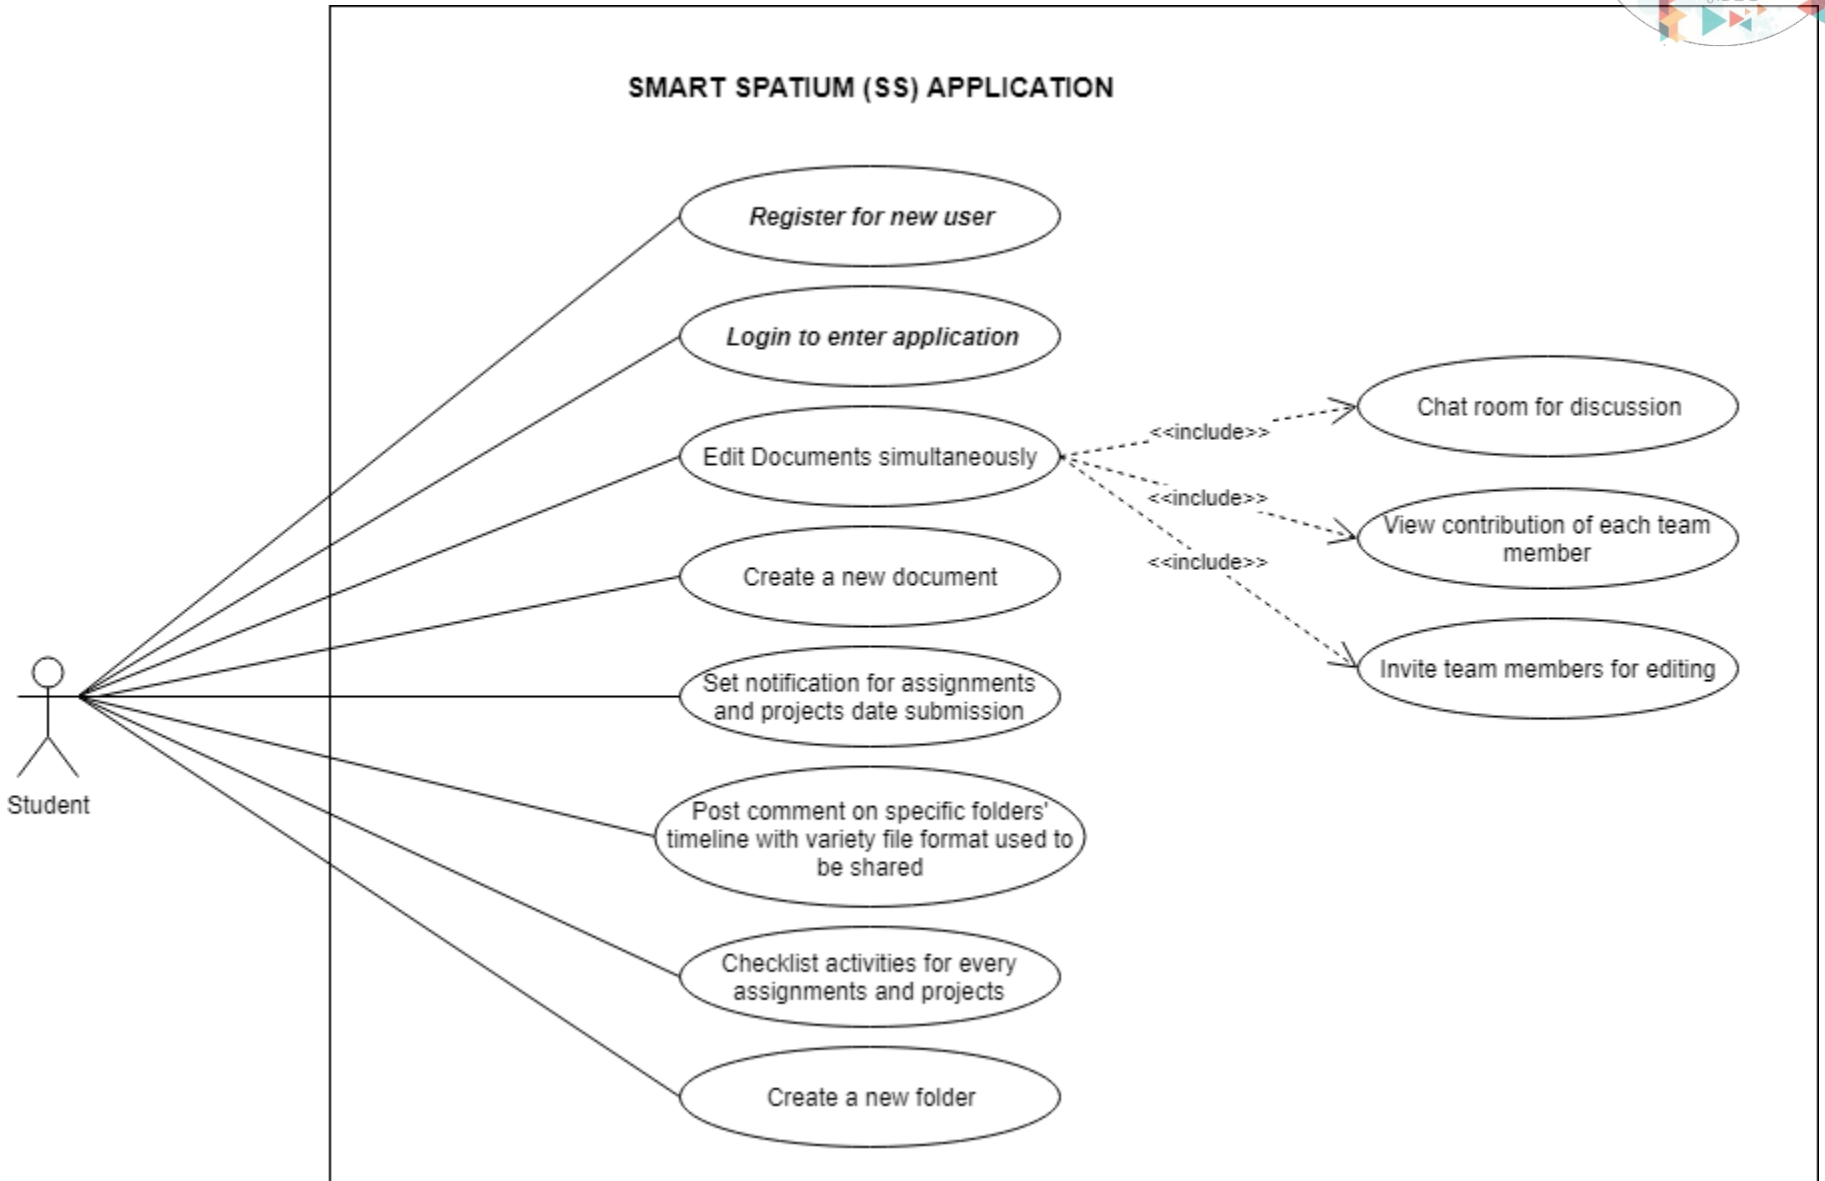 SMART SPATIUM (SS) APPLICATION
Register for new user
Login to enter application
Edit Documents simultaneously
Create a new document
Set notification for assignments
and projects date submission
Post comment on specific folders'
timeline with variety file format used to
be shared
Checklist activities for every
assignments and projects
Create a new folder
<<include>>
<<include>>
<<include>>
Chat room for discussion
View contribution of each team
member
Invite team members for editing
Student